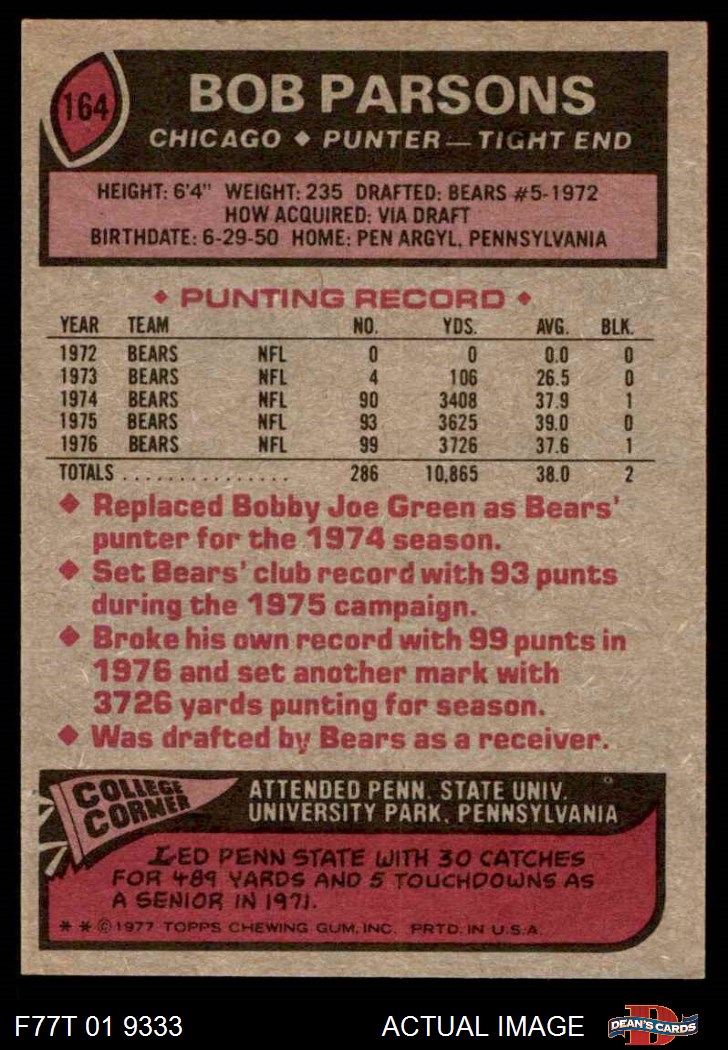 164
BOB PARSONS
CHICAGO ♦ PUNTER — TIGHT END
HEIGHT: 6'4" WEIGHT: 235 DRAFTED: BEARS #5-1972
HOW ACQUIRED: VIA DRAFT
BIRTHDATE: 6-29-50 HOME: PEN ARGYL, PENNSYLVANIA
♦ PUNTING RECORD ♦
YEAR TEAM NO. YDS. AVG. BLK.
1972 BEARS NFL 0 0 0.0 0
1973 BEARS NFL 4 106 26.5 0
1974 BEARS NFL 90 3408 37.9 1
1975 BEARS NFL 93 3625 39.0 0
1976 BEARS NFL 99 3726 37.6 1
TOTALS . . . . . . . . . . . . . . . 286 10,865 38.0 2
♦ Replaced Bobby Joe Green as Bears'
punter for the 1974 season.
♦ Set Bears' club record with 93 punts
during the 1975 campaign.
♦ Broke his own record with 99 punts in
1976 and set another mark with
3726 yards punting for season.
♦ Was drafted by Bears as a receiver.
COLLEGE
CORNER
ATTENDED PENN. STATE UNIV.
UNIVERSITY PARK, PENNSYLVANIA
LED PENN STATE WITH 30 CATCHES
FOR 489 YARDS AND 5 TOUCHDOWNS AS
A SENIOR IN 1971.
* * © 1977 TOPPS CHEWING GUM, INC. PRTD. IN U.S.A.
F77T 01 9333 ACTUAL IMAGE
D
DEAN'S CARDS